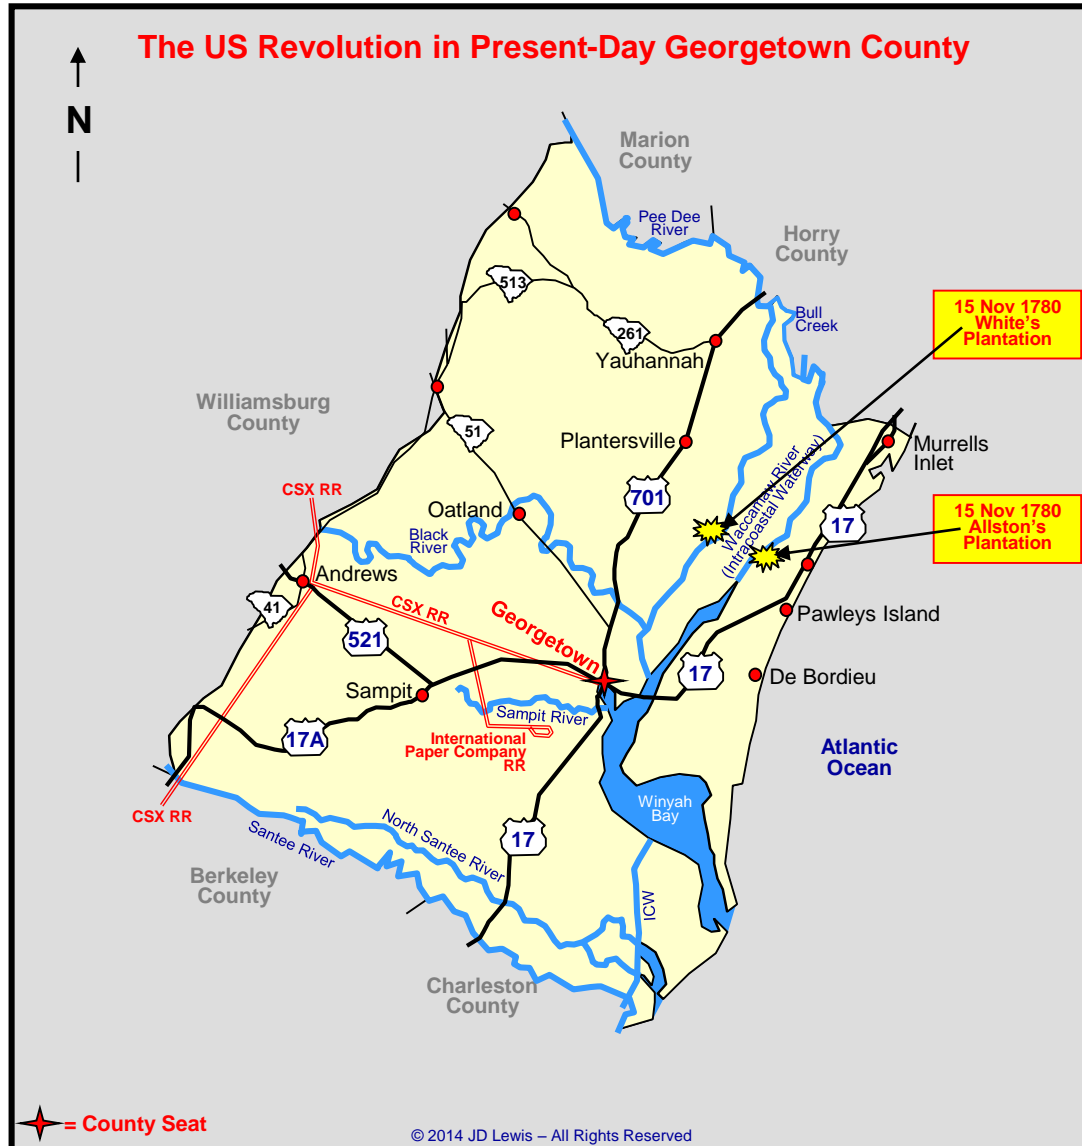 The US Revolution in Present-Day Georgetown County
N
Marion
County
Pee Dee
River
Horry
County
513
261
Bull
Creek
15 Nov 1780
White's
Plantation
Yauhannah
Williamsburg
County
51
Plantersville
Murrells
Inlet
CSX RR
701
Waccamaw River
(Intracoastal Waterway)
17
15 Nov 1780
Allston's
Plantation
Oatland
Black
River
Andrews
41
CSX RR
Georgetown
521
Pawleys Island
17
De Bordieu
Sampit
Sampit River
17A
International
Paper Company
RR
Atlantic
Ocean
CSX RR
Winyah
Bay
Santee River
North Santee River
17
Berkeley
County
ICW
Charleston
County
= County Seat
© 2014 JD Lewis – All Rights Reserved